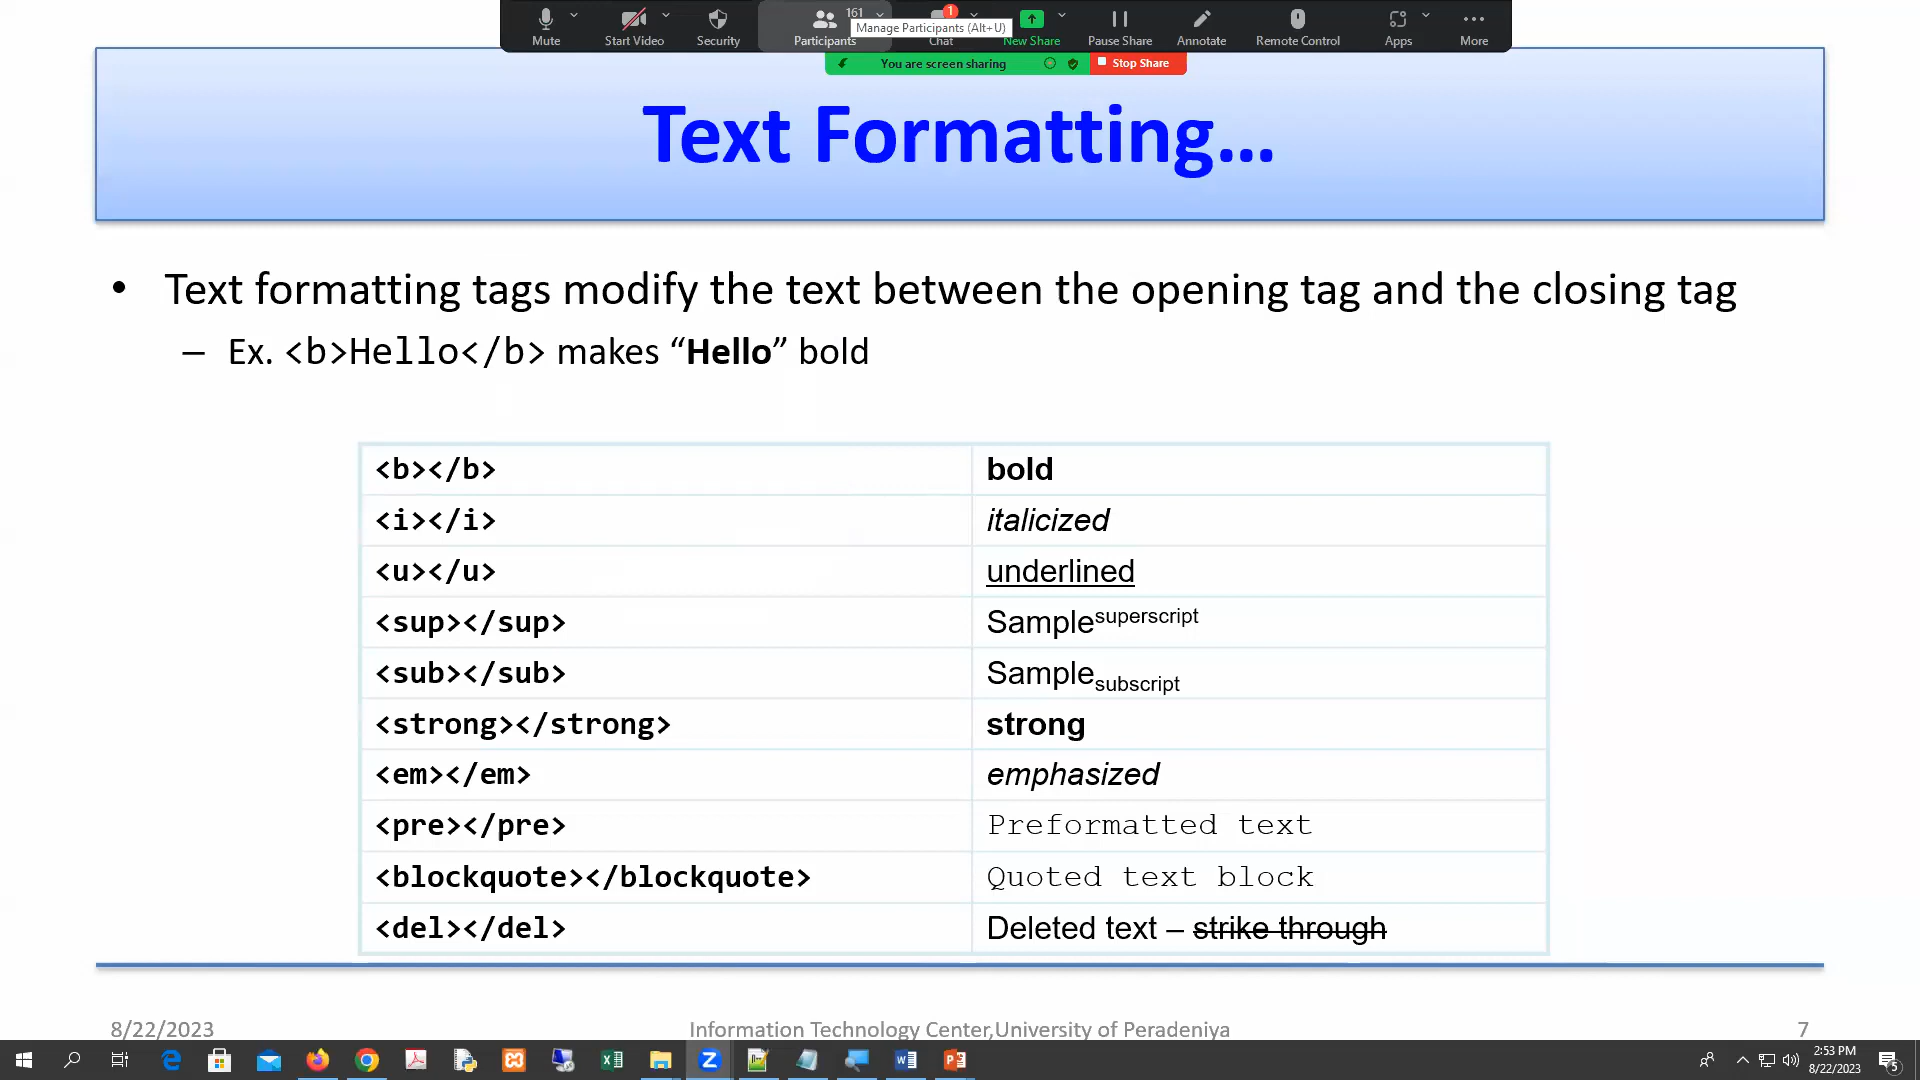 161
1
Manage Participants (Alt+U)
Mute
Start Video
Security
Participants
Chat
New Share
Pause Share
Annotate
Remote Control
Apps
More
You are screen sharing
Stop Share
Text Formatting...
• Text formatting tags modify the text between the opening tag and the closing tag
– Ex. <b>Hello</b> makes “Hello” bold
<b></b> bold
<i></i> italicized
<u></u> underlined
<sup></sup> Samplesuperscript
<sub></sub> Samplesubscript
<strong></strong> strong
<em></em> emphasized
<pre></pre> Preformatted text
<blockquote></blockquote> Quoted text block
<del></del> Deleted text – strike through
8/22/2023
Information Technology Center,University of Peradeniya
7
2:53 PM
8/22/2023
5